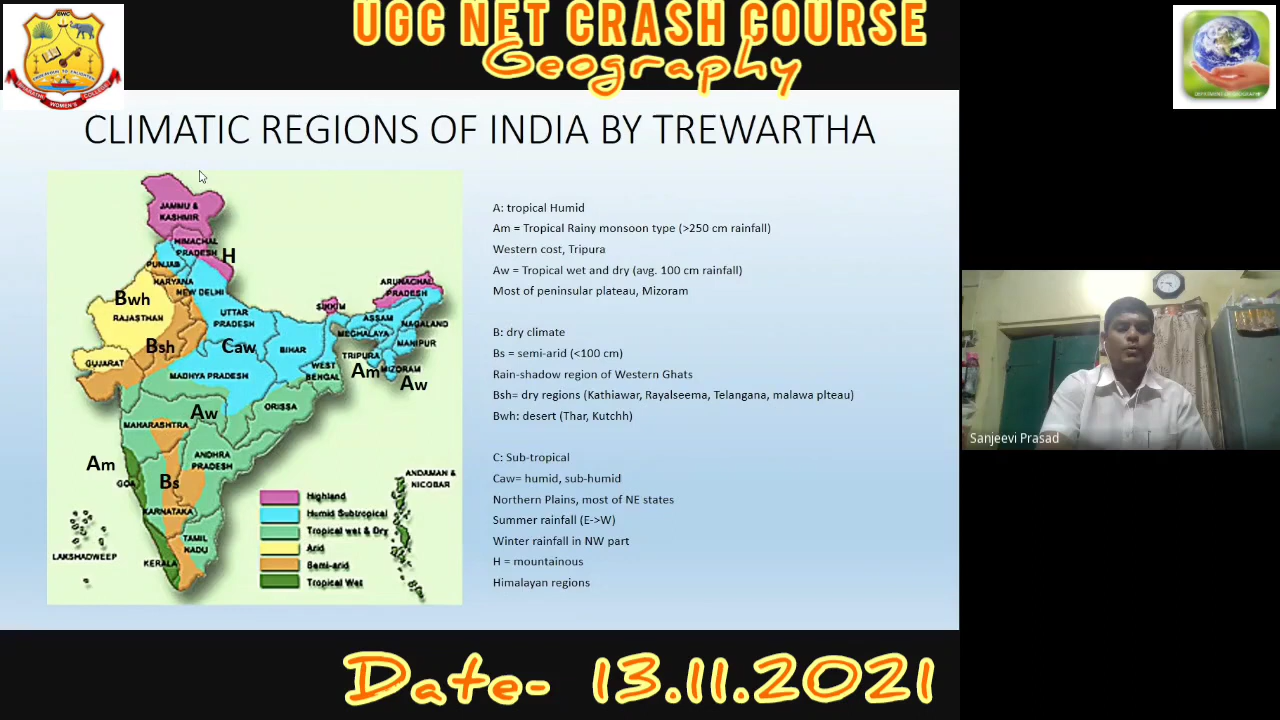 UGC NET CRASH COURSE
Geography
BWC
BHARATHI WOMEN'S COLLEGE
DEPARTMENT OF GEOGRAPHY
CLIMATIC REGIONS OF INDIA BY TREWARTHA
JAMMU &
KASHMIR
HIMACHAL
PRADESH
H
PUNJAB
HARYANA
NEW DELHI
Bwh
RAJASTHAN
UTTAR
PRADESH
SIKKIM
ARUNACHAL
PRADESH
ASSAM
NAGALAND
MEGHALAYA
MANIPUR
Bsh
Caw
BIHAR
TRIPURA
GUJARAT
MADHYA PRADESH
WEST
BENGAL
Am
MIZORAM
Aw
Aw
ORISSA
MAHARASHTRA
ANDHRA
PRADESH
Am
GOA
Bs
KARNATAKA
ANDAMAN &
NICOBAR
TAMIL
NADU
LAKSHADWEEP
KERALA
Highland
Humid Subtropical
Tropical wet & Dry
Arid
Semi-arid
Tropical Wet
A: tropical Humid
Am = Tropical Rainy monsoon type (>250 cm rainfall)
Western cost, Tripura
Aw = Tropical wet and dry (avg. 100 cm rainfall)
Most of peninsular plateau, Mizoram
B: dry climate
Bs = semi-arid (<100 cm)
Rain-shadow region of Western Ghats
Bsh= dry regions (Kathiawar, Rayalseema, Telangana, malawa plteau)
Bwh: desert (Thar, Kutchh)
C: Sub-tropical
Caw= humid, sub-humid
Northern Plains, most of NE states
Summer rainfall (E->W)
Winter rainfall in NW part
H = mountainous
Himalayan regions
Sanjeevi Prasad
Date- 13.11.2021